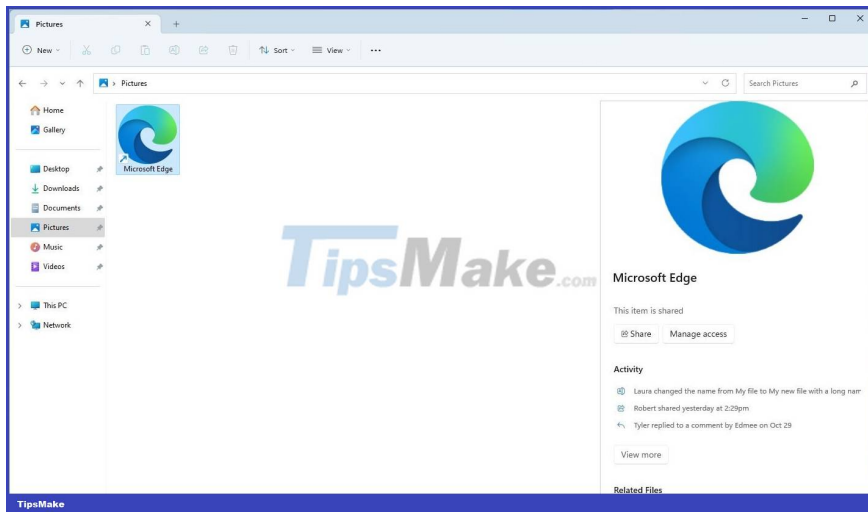 Pictures
New
Sort
View
Pictures
Search Pictures
Home
Gallery
Desktop
Downloads
Documents
Pictures
Music
Videos
This PC
Network
Microsoft Edge
TipsMake.com
Microsoft Edge
This item is shared
Share
Manage access
Activity
Laura changed the name from My file to My new file with a long nam
Robert shared yesterday at 2:29pm
Tyler replied to a comment by Edmee on Oct 29
View more
Related Files
TipsMake